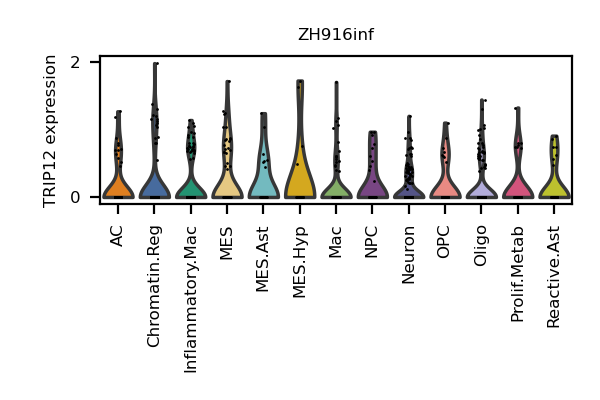 ZH916inf
TRIP12 expression
2
0
AC
Chromatin.Reg
Inflammatory.Mac
MES
MES.Ast
MES.Hyp
Mac
NPC
Neuron
OPC
Oligo
Prolif.Metab
Reactive.Ast